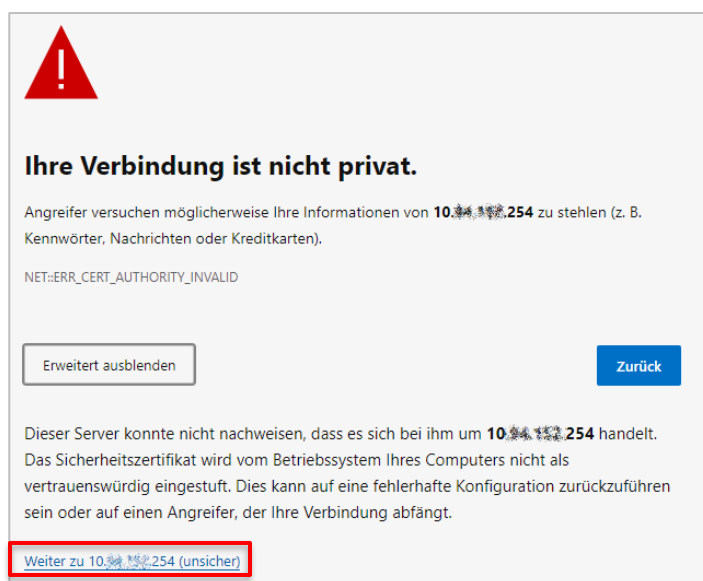 Ihre Verbindung ist nicht privat.
Angreifer versuchen möglicherweise Ihre Informationen von 10. .254 zu stehlen (z. B.
Kennwörter, Nachrichten oder Kreditkarten).
NET::ERR_CERT_AUTHORITY_INVALID
Erweitert ausblenden
Zurück
Dieser Server konnte nicht nachweisen, dass es sich bei ihm um 10. .254 handelt.
Das Sicherheitszertifikat wird vom Betriebssystem Ihres Computers nicht als
vertrauenswürdig eingestuft. Dies kann auf eine fehlerhafte Konfiguration zurückzuführen
sein oder auf einen Angreifer, der Ihre Verbindung abfängt.
Weiter zu 10. .254 (unsicher)